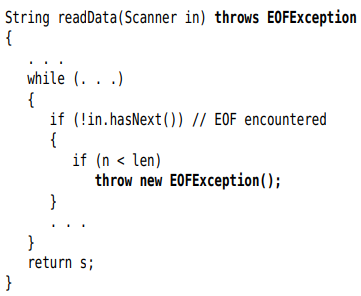 String readData(Scanner in) throws EOFException
{
   . . .
   while (. . .)
   {
      if (!in.hasNext()) // EOF encountered
      {
         if (n < len)
            throw new EOFException();
      }
      . . .
   }
   return s;
}